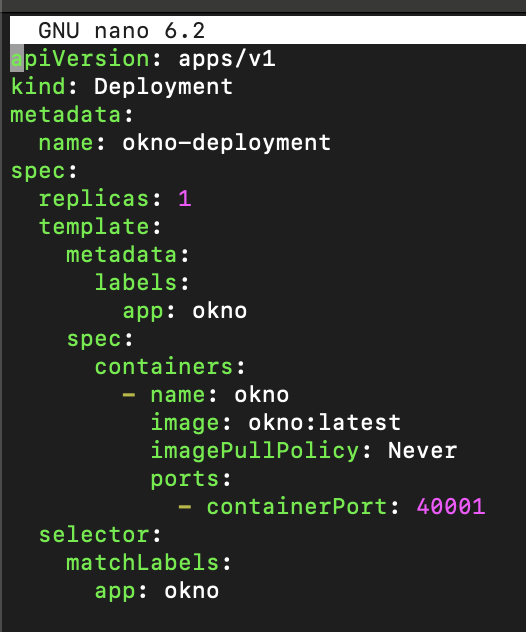 GNU nano 6.2
apiVersion: apps/v1
kind: Deployment
metadata:
  name: okno-deployment
spec:
  replicas: 1
  template:
    metadata:
      labels:
        app: okno
    spec:
      containers:
        - name: okno
          image: okno:latest
          imagePullPolicy: Never
          ports:
            - containerPort: 40001
  selector:
    matchLabels:
      app: okno